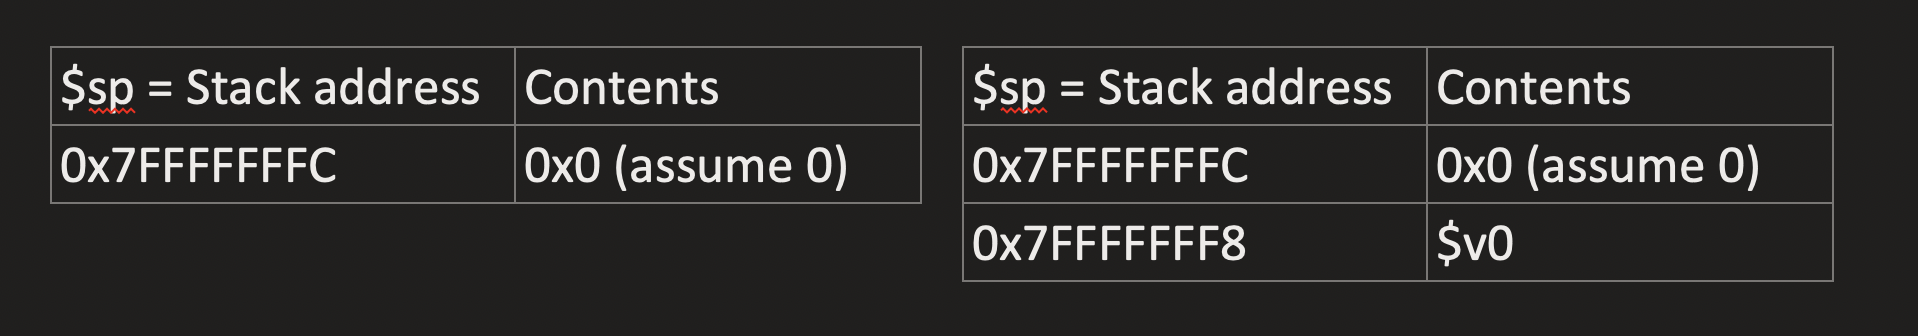 $sp = Stack address Contents
0x7FFFFFFC 0x0 (assume 0)
$sp = Stack address Contents
0x7FFFFFFC 0x0 (assume 0)
0x7FFFFFF8 $v0